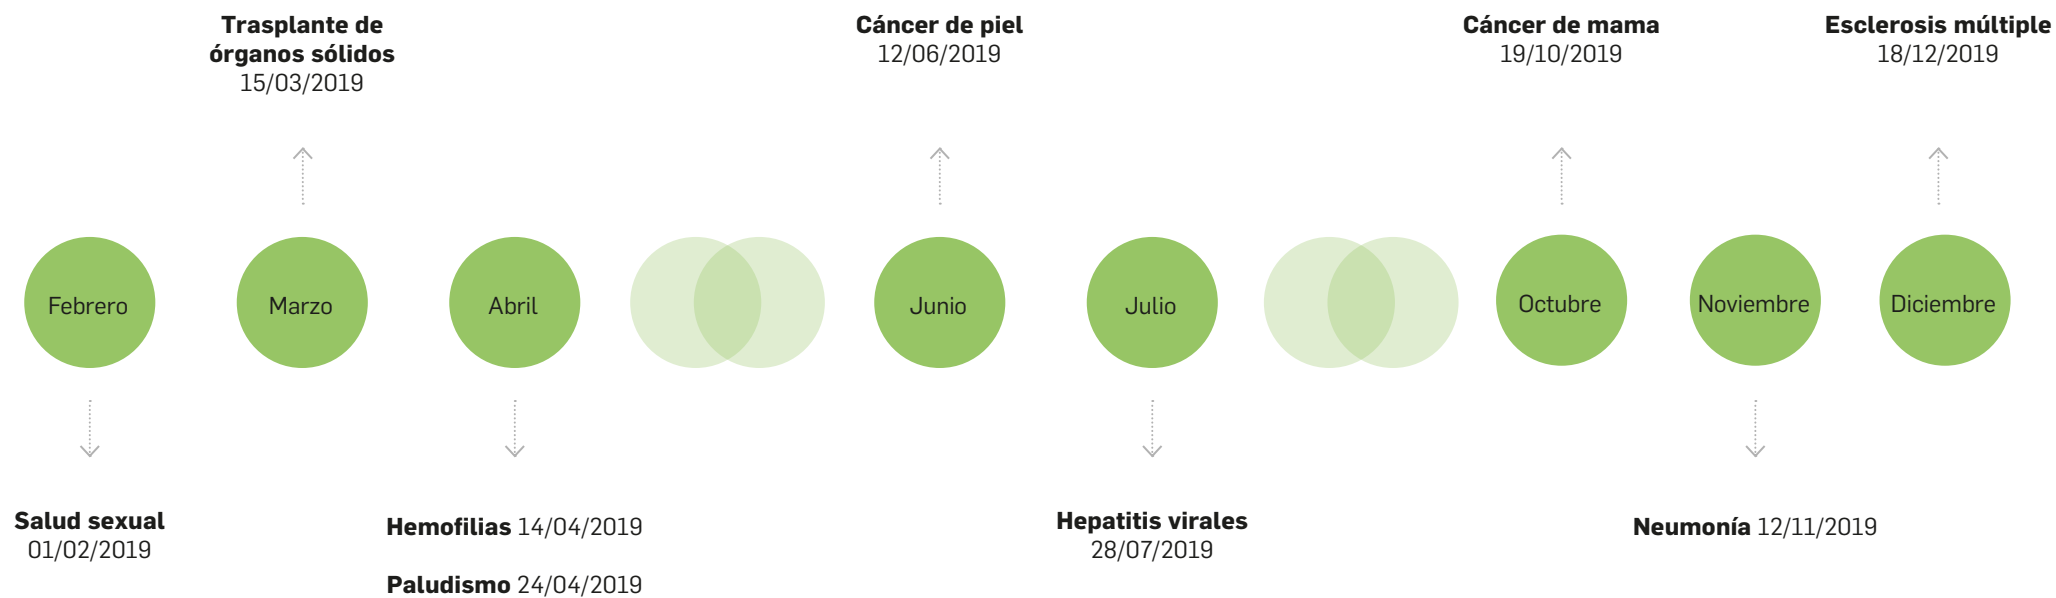 Trasplante de
órganos sólidos
15/03/2019
Cáncer de piel
12/06/2019
Cáncer de mama
19/10/2019
Esclerosis múltiple
18/12/2019
Febrero
Marzo
Abril
Junio
Julio
Octubre
Noviembre
Diciembre
Salud sexual
01/02/2019
Hemofilias 14/04/2019
Paludismo 24/04/2019
Hepatitis virales
28/07/2019
Neumonía 12/11/2019